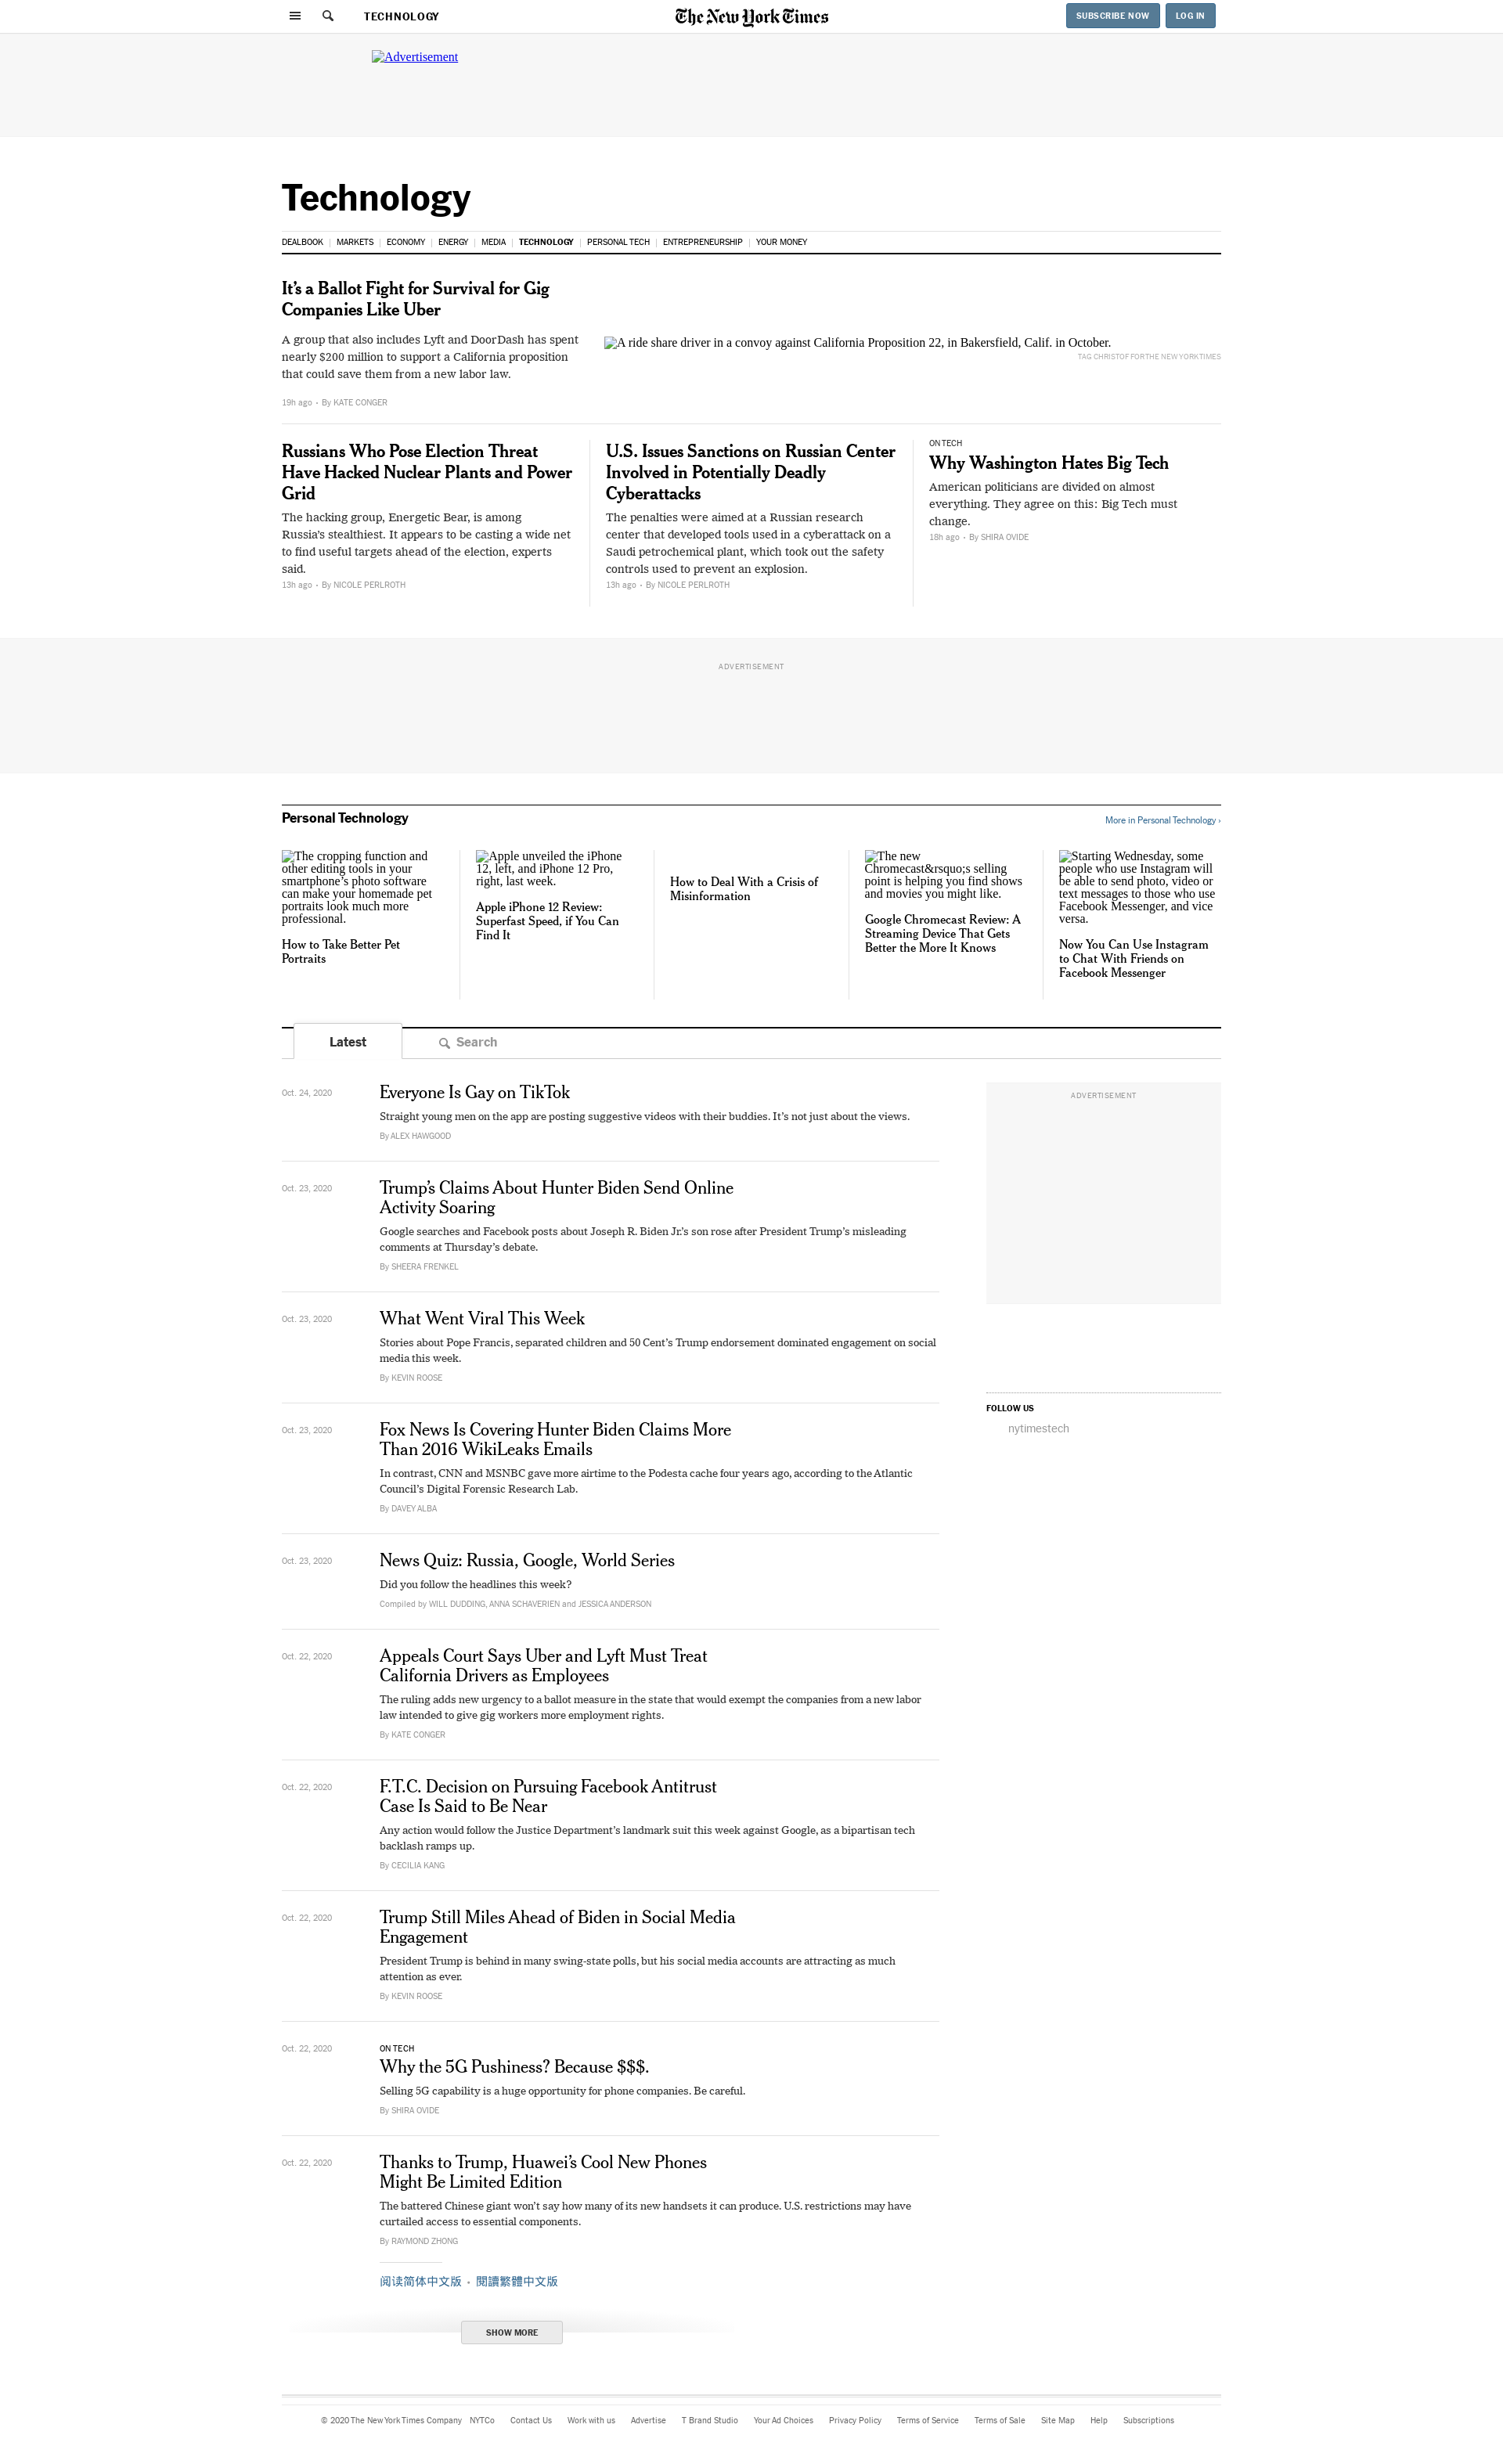 TECHNOLOGY
The New York Times
SUBSCRIBE NOW
LOG IN
Advertisement
Technology
DEALBOOK
MARKETS
ECONOMY
ENERGY
MEDIA
TECHNOLOGY
PERSONAL TECH
ENTREPRENEURSHIP
YOUR MONEY
It’s a Ballot Fight for Survival for Gig
Companies Like Uber
A group that also includes Lyft and DoorDash has spent
nearly $200 million to support a California proposition
that could save them from a new labor law.
19h ago • By KATE CONGER
A ride share driver in a convoy against California Proposition 22, in Bakersfield, Calif. in October.
TAG CHRISTOF FOR THE NEW YORK TIMES
Russians Who Pose Election Threat
Have Hacked Nuclear Plants and Power
Grid
The hacking group, Energetic Bear, is among
Russia’s stealthiest. It appears to be casting a wide net
to find useful targets ahead of the election, experts
said.
13h ago • By NICOLE PERLROTH
U.S. Issues Sanctions on Russian Center
Involved in Potentially Deadly
Cyberattacks
The penalties were aimed at a Russian research
center that developed tools used in a cyberattack on a
Saudi petrochemical plant, which took out the safety
controls used to prevent an explosion.
13h ago • By NICOLE PERLROTH
ON TECH
Why Washington Hates Big Tech
American politicians are divided on almost
everything. They agree on this: Big Tech must
change.
18h ago • By SHIRA OVIDE
ADVERTISEMENT
Personal Technology
More in Personal Technology ›
The cropping function and
other editing tools in your
smartphone’s photo software
can make your homemade pet
portraits look much more
professional.
How to Take Better Pet
Portraits
Apple unveiled the iPhone
12, left, and iPhone 12 Pro,
right, last week.
Apple iPhone 12 Review:
Superfast Speed, if You Can
Find It
How to Deal With a Crisis of
Misinformation
The new
Chromecast&rsquo;s selling
point is helping you find shows
and movies you might like.
Google Chromecast Review: A
Streaming Device That Gets
Better the More It Knows
Starting Wednesday, some
people who use Instagram will
be able to send photo, video or
text messages to those who use
Facebook Messenger, and vice
versa.
Now You Can Use Instagram
to Chat With Friends on
Facebook Messenger
Latest
Search
Oct. 24, 2020
Everyone Is Gay on TikTok
Straight young men on the app are posting suggestive videos with their buddies. It’s not just about the views.
By ALEX HAWGOOD
ADVERTISEMENT
Oct. 23, 2020
Trump’s Claims About Hunter Biden Send Online
Activity Soaring
Google searches and Facebook posts about Joseph R. Biden Jr.’s son rose after President Trump’s misleading
comments at Thursday’s debate.
By SHEERA FRENKEL
Oct. 23, 2020
What Went Viral This Week
Stories about Pope Francis, separated children and 50 Cent’s Trump endorsement dominated engagement on social
media this week.
By KEVIN ROOSE
FOLLOW US
nytimestech
Oct. 23, 2020
Fox News Is Covering Hunter Biden Claims More
Than 2016 WikiLeaks Emails
In contrast, CNN and MSNBC gave more airtime to the Podesta cache four years ago, according to the Atlantic
Council’s Digital Forensic Research Lab.
By DAVEY ALBA
Oct. 23, 2020
News Quiz: Russia, Google, World Series
Did you follow the headlines this week?
Compiled by WILL DUDDING, ANNA SCHAVERIEN and JESSICA ANDERSON
Oct. 22, 2020
Appeals Court Says Uber and Lyft Must Treat
California Drivers as Employees
The ruling adds new urgency to a ballot measure in the state that would exempt the companies from a new labor
law intended to give gig workers more employment rights.
By KATE CONGER
Oct. 22, 2020
F.T.C. Decision on Pursuing Facebook Antitrust
Case Is Said to Be Near
Any action would follow the Justice Department’s landmark suit this week against Google, as a bipartisan tech
backlash ramps up.
By CECILIA KANG
Oct. 22, 2020
Trump Still Miles Ahead of Biden in Social Media
Engagement
President Trump is behind in many swing-state polls, but his social media accounts are attracting as much
attention as ever.
By KEVIN ROOSE
Oct. 22, 2020
ON TECH
Why the 5G Pushiness? Because $$$.
Selling 5G capability is a huge opportunity for phone companies. Be careful.
By SHIRA OVIDE
Oct. 22, 2020
Thanks to Trump, Huawei’s Cool New Phones
Might Be Limited Edition
The battered Chinese giant won’t say how many of its new handsets it can produce. U.S. restrictions may have
curtailed access to essential components.
By RAYMOND ZHONG
阅读简体中文版 • 閱讀繁體中文版
SHOW MORE
© 2020 The New York Times Company
NYTCo
Contact Us
Work with us
Advertise
T Brand Studio
Your Ad Choices
Privacy Policy
Terms of Service
Terms of Sale
Site Map
Help
Subscriptions